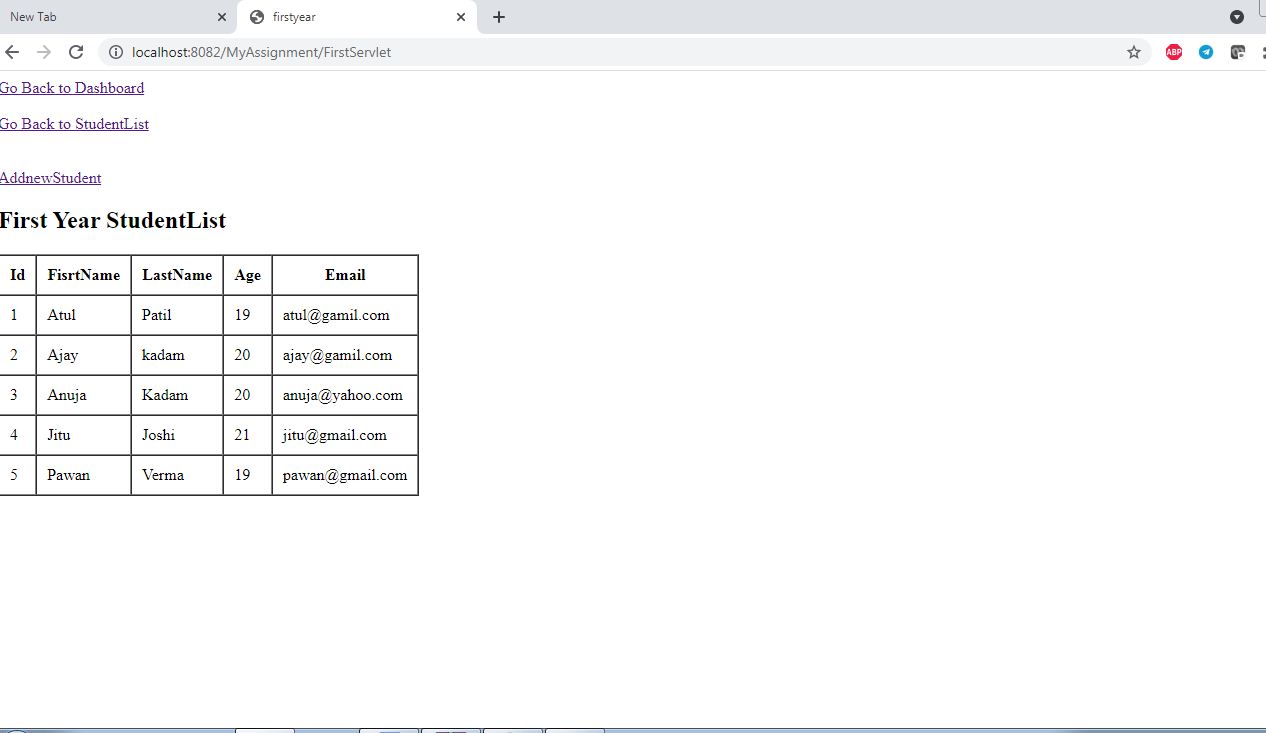 New Tab
firstyear
localhost:8082/MyAssignment/FirstServlet
ABP
Go Back to Dashboard
Go Back to StudentList
AddnewStudent
First Year StudentList
Id FisrtName LastName Age Email
1 Atul Patil 19 atul@gamil.com
2 Ajay kadam 20 ajay@gamil.com
3 Anuja Kadam 20 anuja@yahoo.com
4 Jitu Joshi 21 jitu@gmail.com
5 Pawan Verma 19 pawan@gmail.com